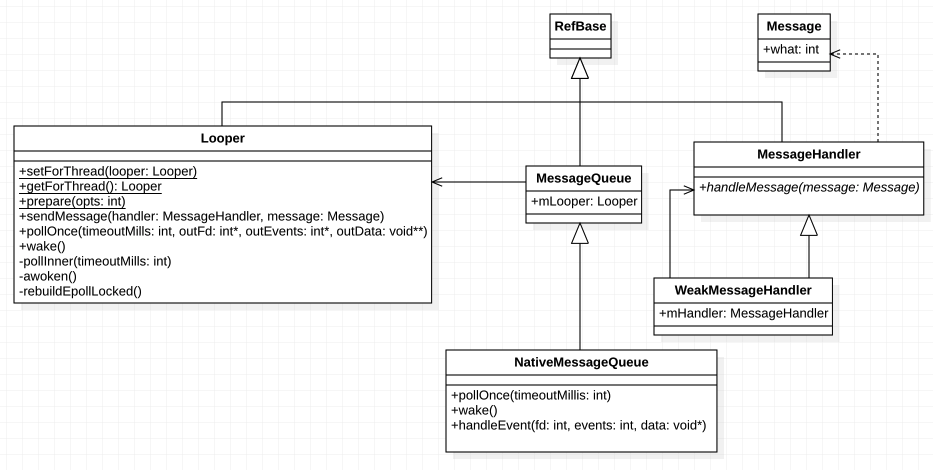 RefBase
Message
+what: int
Looper
+setForThread(looper: Looper)
+getForThread(): Looper
+prepare(opts: int)
+sendMessage(handler: MessageHandler, message: Message)
+pollOnce(timeoutMills: int, outFd: int*, outEvents: int*, outData: void**)
+wake()
-pollInner(timeoutMills: int)
-awoken()
-rebuildEpollLocked()
MessageQueue
+mLooper: Looper
MessageHandler
+handleMessage(message: Message)
WeakMessageHandler
+mHandler: MessageHandler
NativeMessageQueue
+pollOnce(timeoutMillis: int)
+wake()
+handleEvent(fd: int, events: int, data: void*)